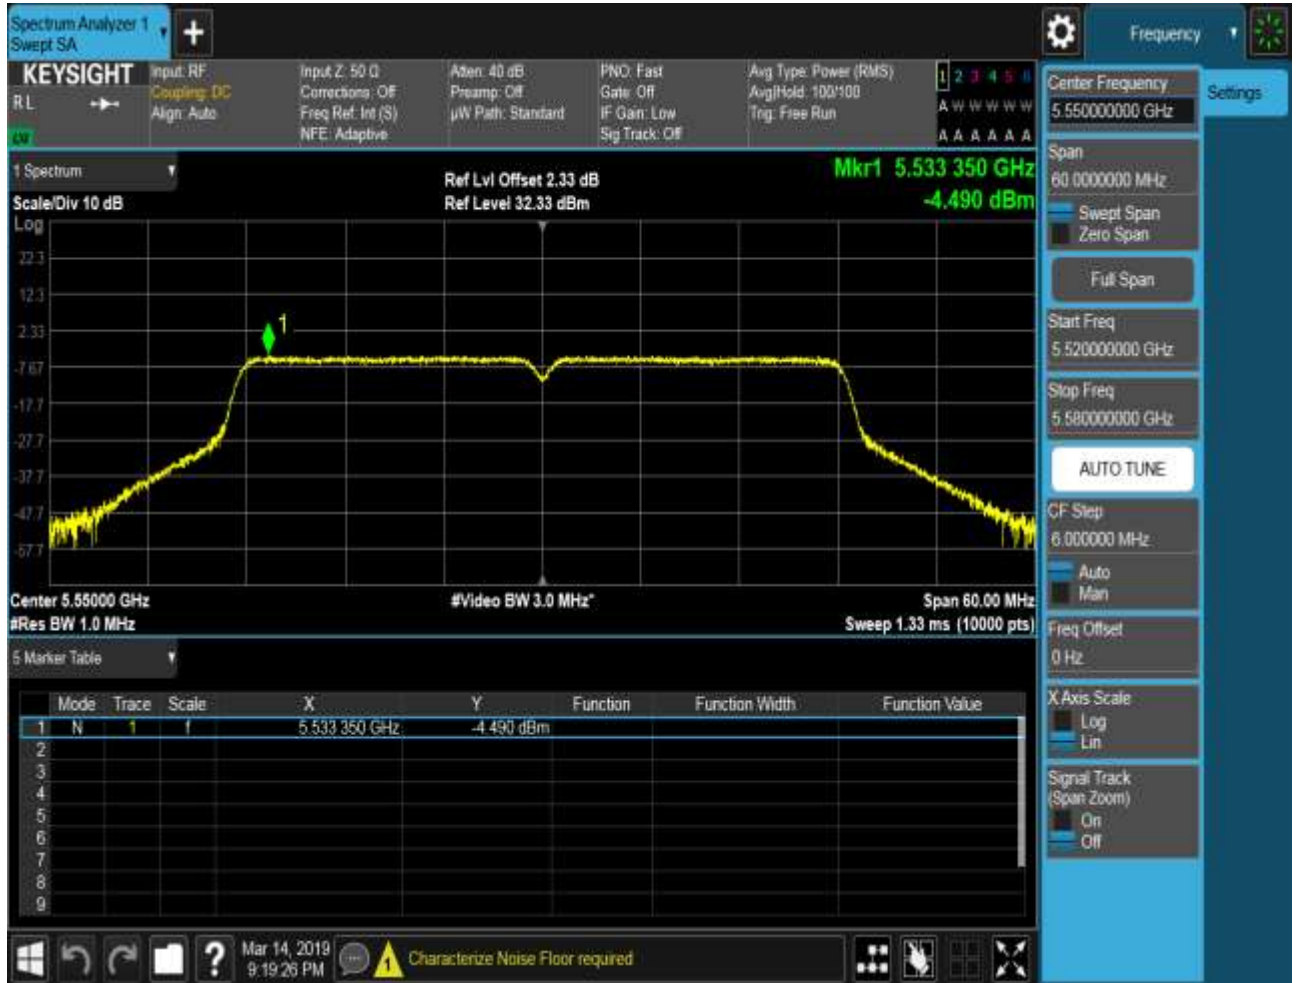 Spectrum Analyzer 1
Swept SA
Frequency
KEYSIGHT
RL
Input: RF
Coupling: DC
Align: Auto
Input Z: 50 Ω
Corrections: Off
Freq Ref: Int (S)
NFE: Adaptive
Atten: 40 dB
Preamp: Off
µW Path: Standard
PNO: Fast
Gate: Off
IF Gain: Low
Sig Track: Off
Avg Type: Power (RMS)
Avg|Hold: 100/100
Trig: Free Run
1 2 3 4 5 6
A W W W W W
A A A A A A
1 Spectrum
Scale/Div 10 dB
Ref Lvl Offset 2.33 dB
Ref Level 32.33 dBm
Mkr1 5.533 350 GHz
-4.490 dBm
Log
22.3
12.3
2.33
-7.67
-17.7
-27.7
-37.7
-47.7
-57.7
1
Center 5.55000 GHz
#Res BW 1.0 MHz
#Video BW 3.0 MHz*
Span 60.00 MHz
Sweep 1.33 ms (10000 pts)
5 Marker Table
Mode Trace Scale X Y Function Function Width Function Value
1 N 1 f 5.533 350 GHz -4.490 dBm
2
3
4
5
6
7
8
9
Mar 14, 2019
9:19:26 PM
1
Characterize Noise Floor required
Center Frequency
5.550000000 GHz
Settings
Span
60.0000000 MHz
Swept Span
Zero Span
Full Span
Start Freq
5.520000000 GHz
Stop Freq
5.580000000 GHz
AUTO TUNE
CF Step
6.000000 MHz
Auto
Man
Freq Offset
0 Hz
X Axis Scale
Log
Lin
Signal Track
(Span Zoom)
On
Off